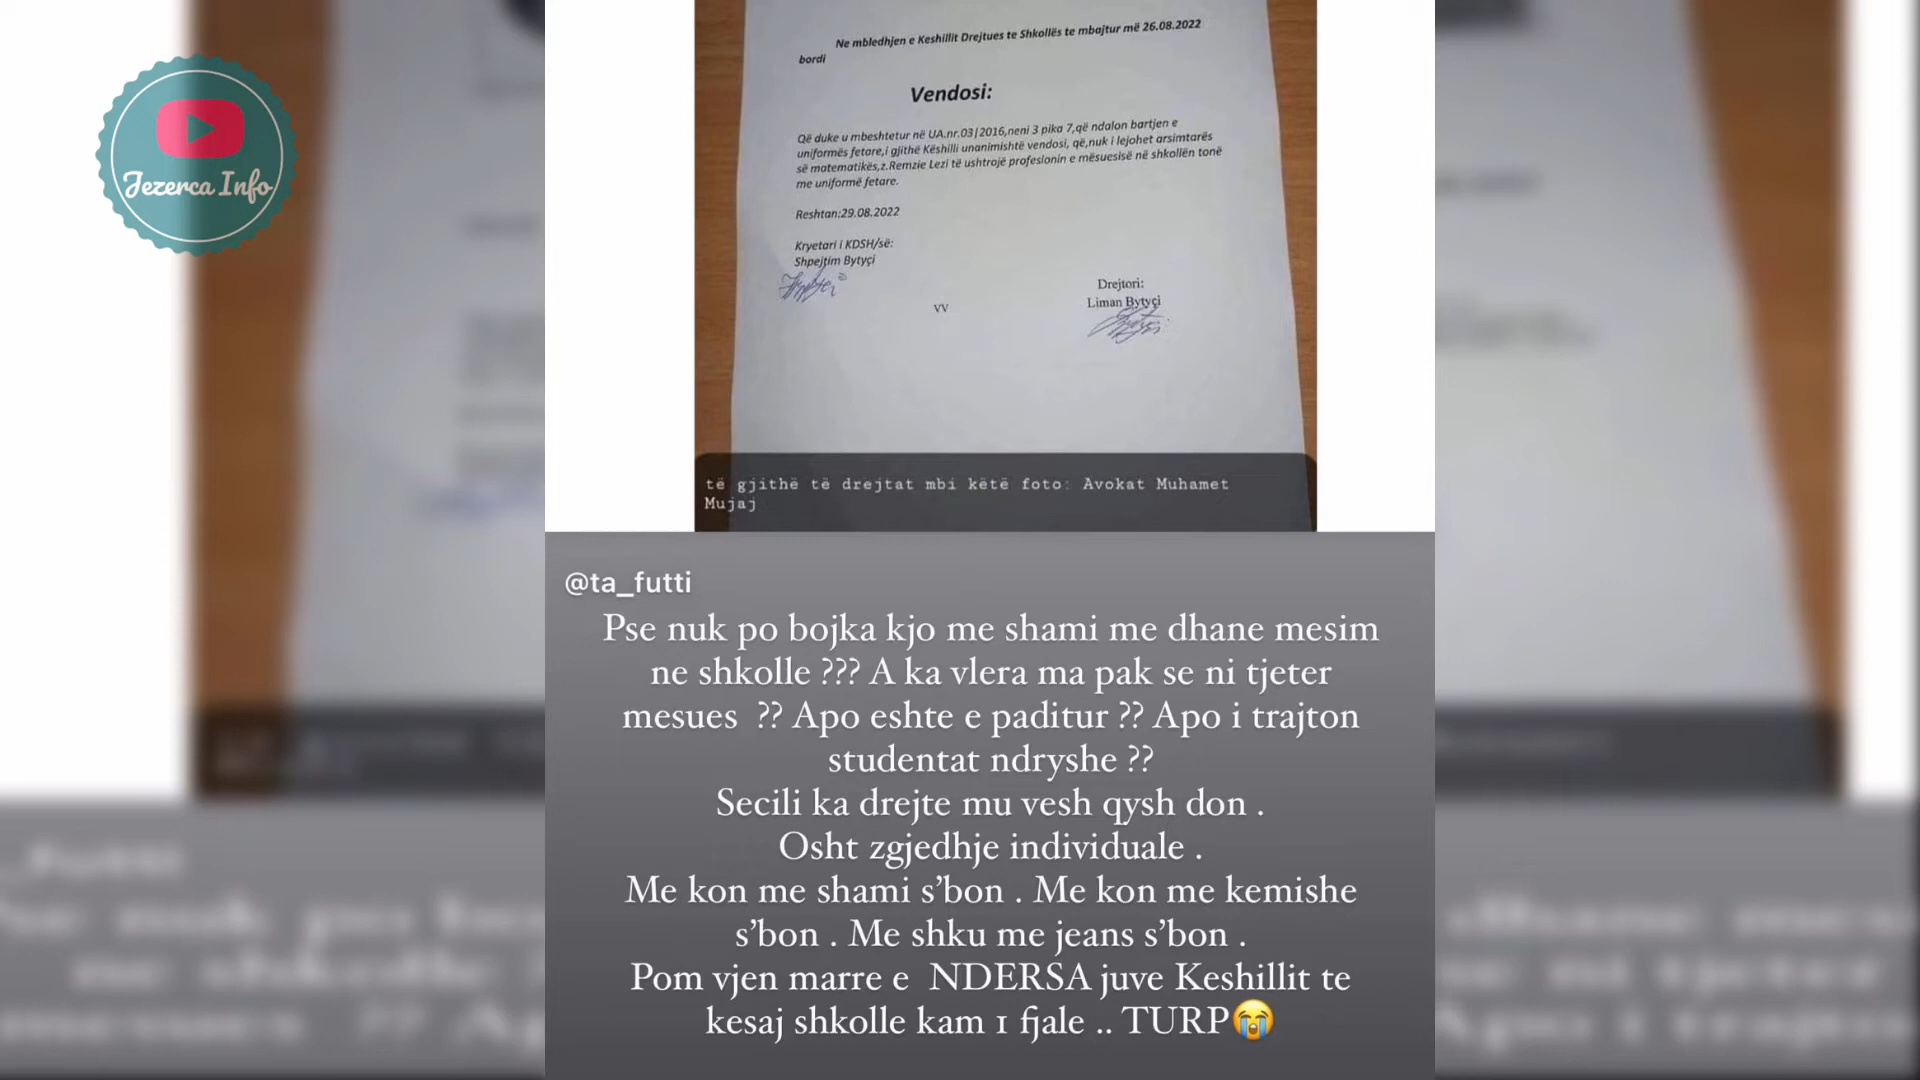 Jezerca Info
Ne mbledhjen e Keshillit Drejtues te Shkollës te mbajtur më 26.08.2022
bordi
Vendosi:
Që duke u mbeshtetur në UA.nr.03|2016,neni 3 pika 7,që ndalon bartjen e
uniformës fetare,i gjithë Këshilli unanimishtë vendosi, që,nuk i lejohet arsimtarës
së matematikës,z.Remzie Lezi të ushtrojë profesionin e mësuesisë në shkollën tonë
me uniformë fetare.
Reshtan:29.08.2022
Kryetari i KDSH/së:
Shpejtim Bytyçi
Drejtori:
Liman Bytyçi
VV
të gjithë të drejtat mbi këtë foto: Avokat Muhamet
Mujaj
@ta_futti
Pse nuk po bojka kjo me shami me dhane mesim
ne shkolle ??? A ka vlera ma pak se ni tjeter
mesues ?? Apo eshte e paditur ?? Apo i trajton
studentat ndryshe ??
Secili ka drejte mu vesh qysh don .
Osht zgjedhje individuale .
Me kon me shami s’bon . Me kon me kemishe
s’bon . Me shku me jeans s’bon .
Pom vjen marre e NDERSA juve Keshillit te
kesaj shkolle kam 1 fjale .. TURP😭